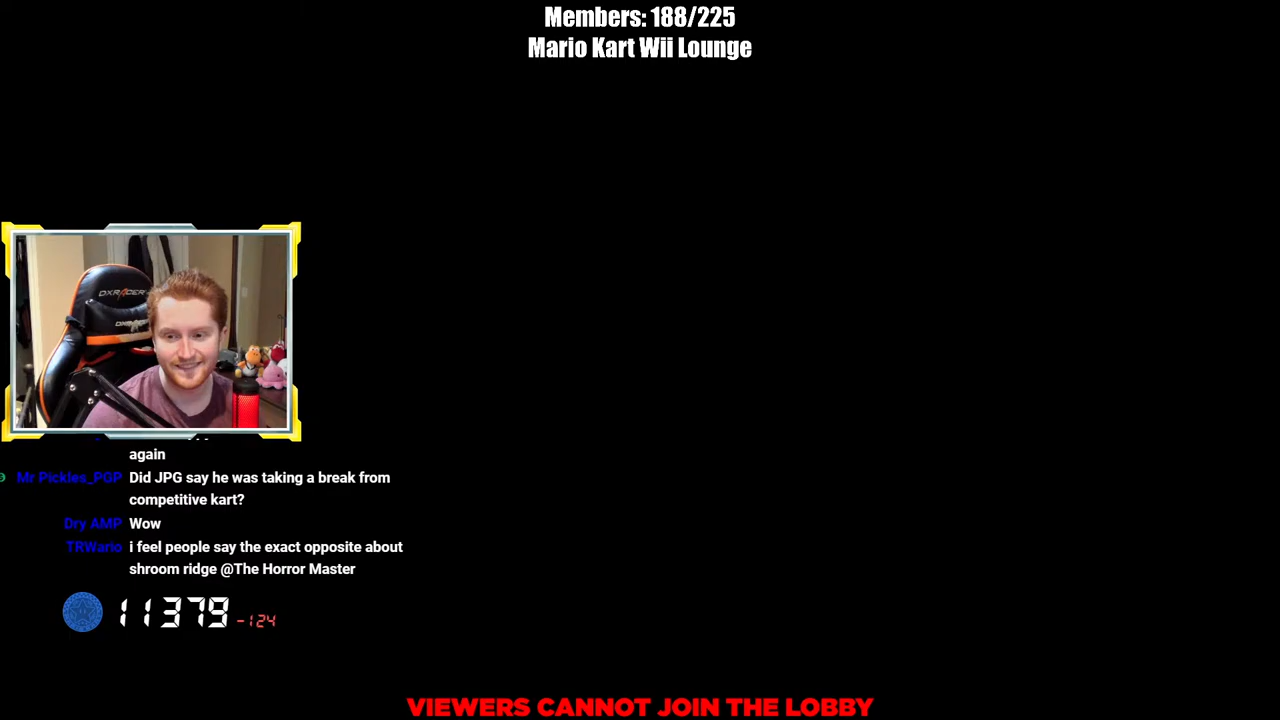 Members: 188/225
Mario Kart Wii Lounge
DXRACER
again
Mr Pickles_PGP Did JPG say he was taking a break from
competitive kart?
Dry AMP Wow
TRWario i feel people say the exact opposite about
shroom ridge @The Horror Master
11379 -124
VIEWERS CANNOT JOIN THE LOBBY